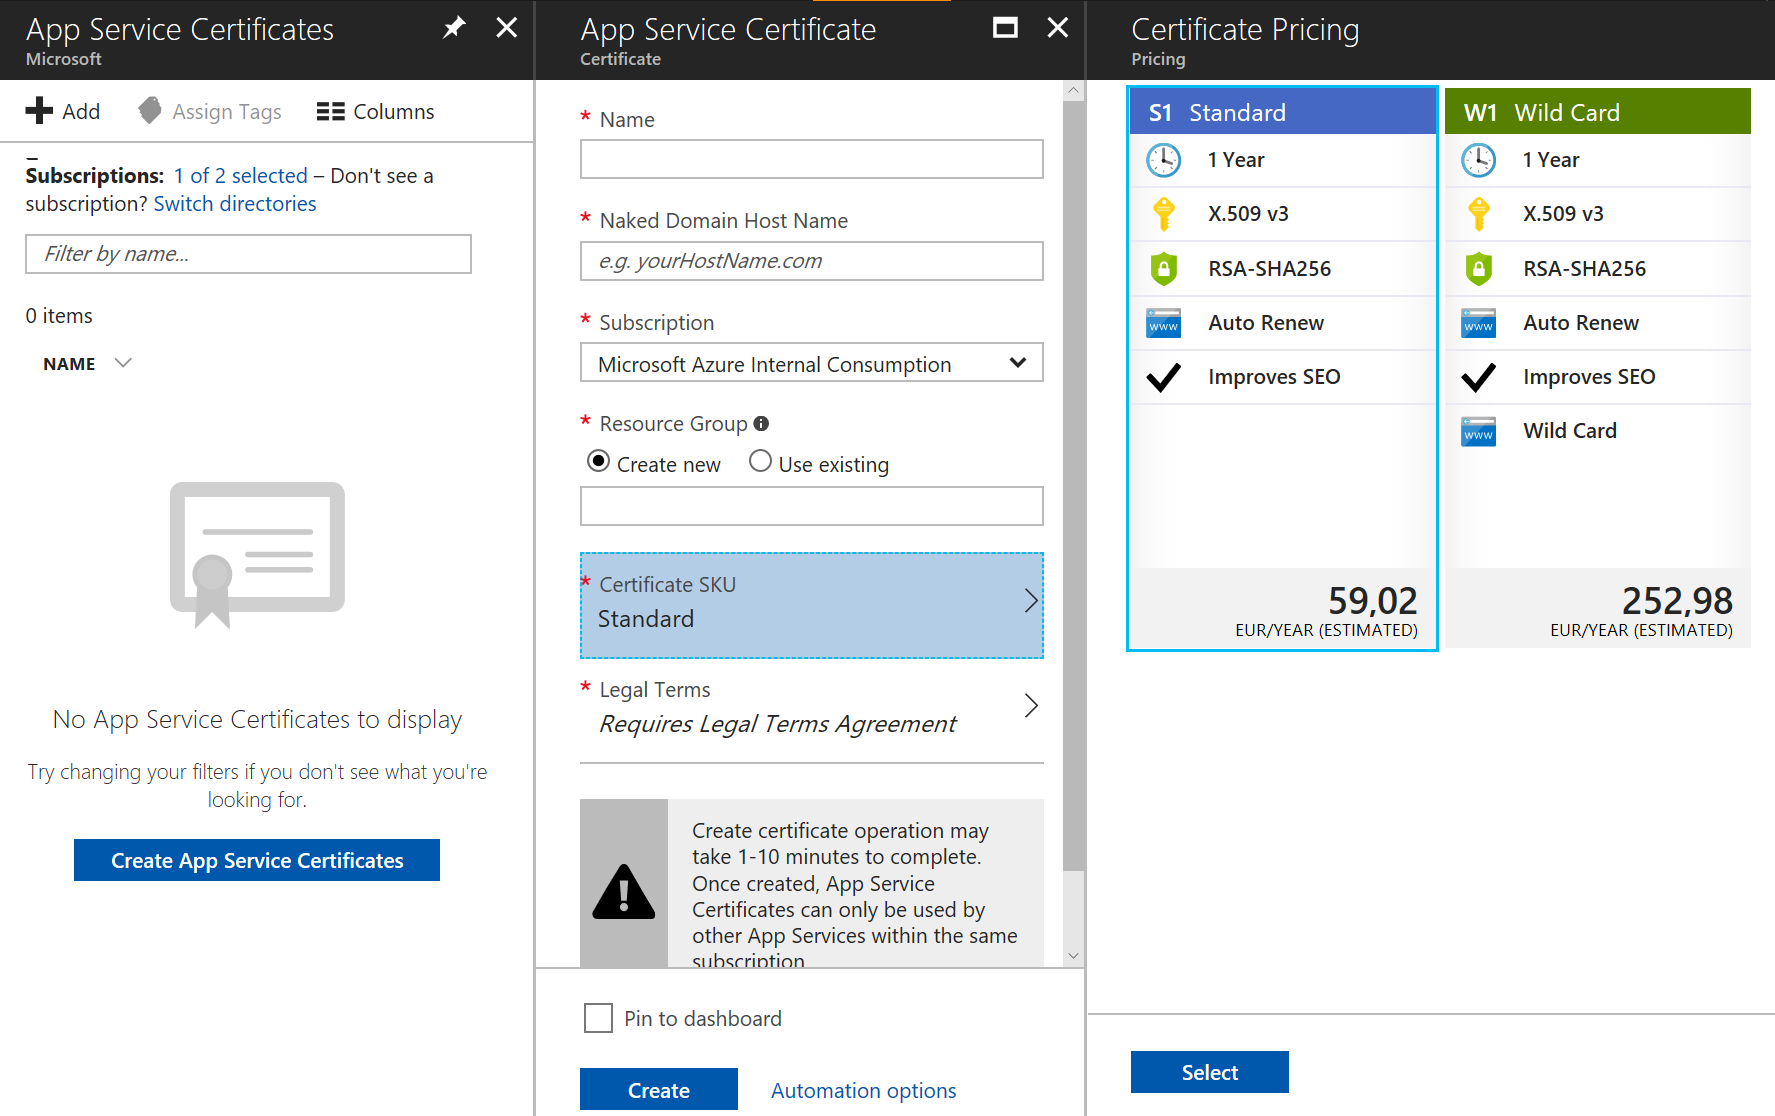 App Service Certificates
Microsoft
Add
Assign Tags
Columns
Subscriptions: 1 of 2 selected – Don't see a
subscription? Switch directories
Filter by name...
0 items
NAME
No App Service Certificates to display
Try changing your filters if you don't see what you're
looking for.
Create App Service Certificates
App Service Certificate
Certificate
* Name
* Naked Domain Host Name
e.g. yourHostName.com
* Subscription
Microsoft Azure Internal Consumption
* Resource Group
Create new
Use existing
* Certificate SKU
Standard
* Legal Terms
Requires Legal Terms Agreement
Create certificate operation may
take 1-10 minutes to complete.
Once created, App Service
Certificates can only be used by
other App Services within the same
subscription
Pin to dashboard
Create
Automation options
Certificate Pricing
Pricing
S1 Standard
1 Year
X.509 v3
RSA-SHA256
www
Auto Renew
Improves SEO
59,02
EUR/YEAR (ESTIMATED)
W1 Wild Card
1 Year
X.509 v3
RSA-SHA256
www
Auto Renew
Improves SEO
www
Wild Card
252,98
EUR/YEAR (ESTIMATED)
Select